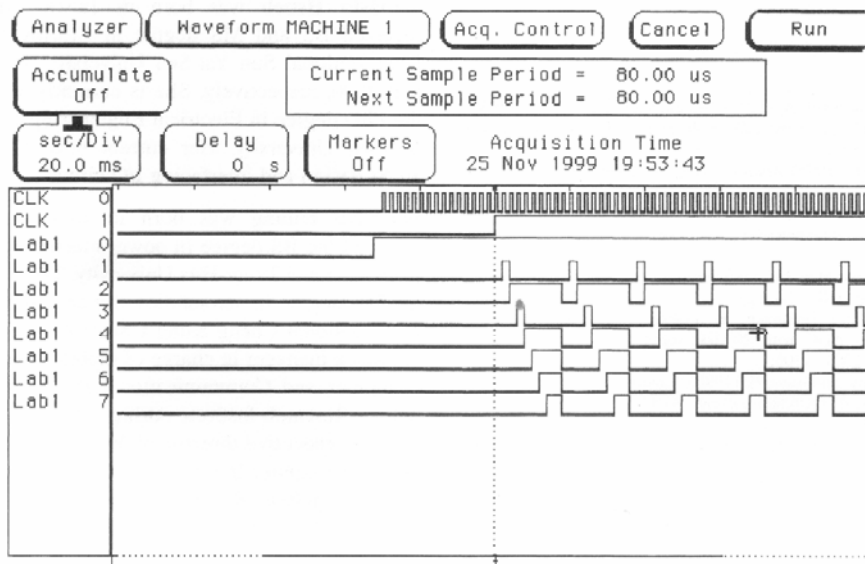 Analyzer Waveform MACHINE 1 Acq. Control Cancel Run
Accumulate
Off
Current Sample Period = 80.00 us
Next Sample Period = 80.00 us
sec/Div
20.0 ms
Delay
0 s
Markers
Off
Acquisition Time
25 Nov 1999 19:53:43
CLK 0
CLK 1
Lab1 0
Lab1 1
Lab1 2
Lab1 3
Lab1 4
Lab1 5
Lab1 6
Lab1 7